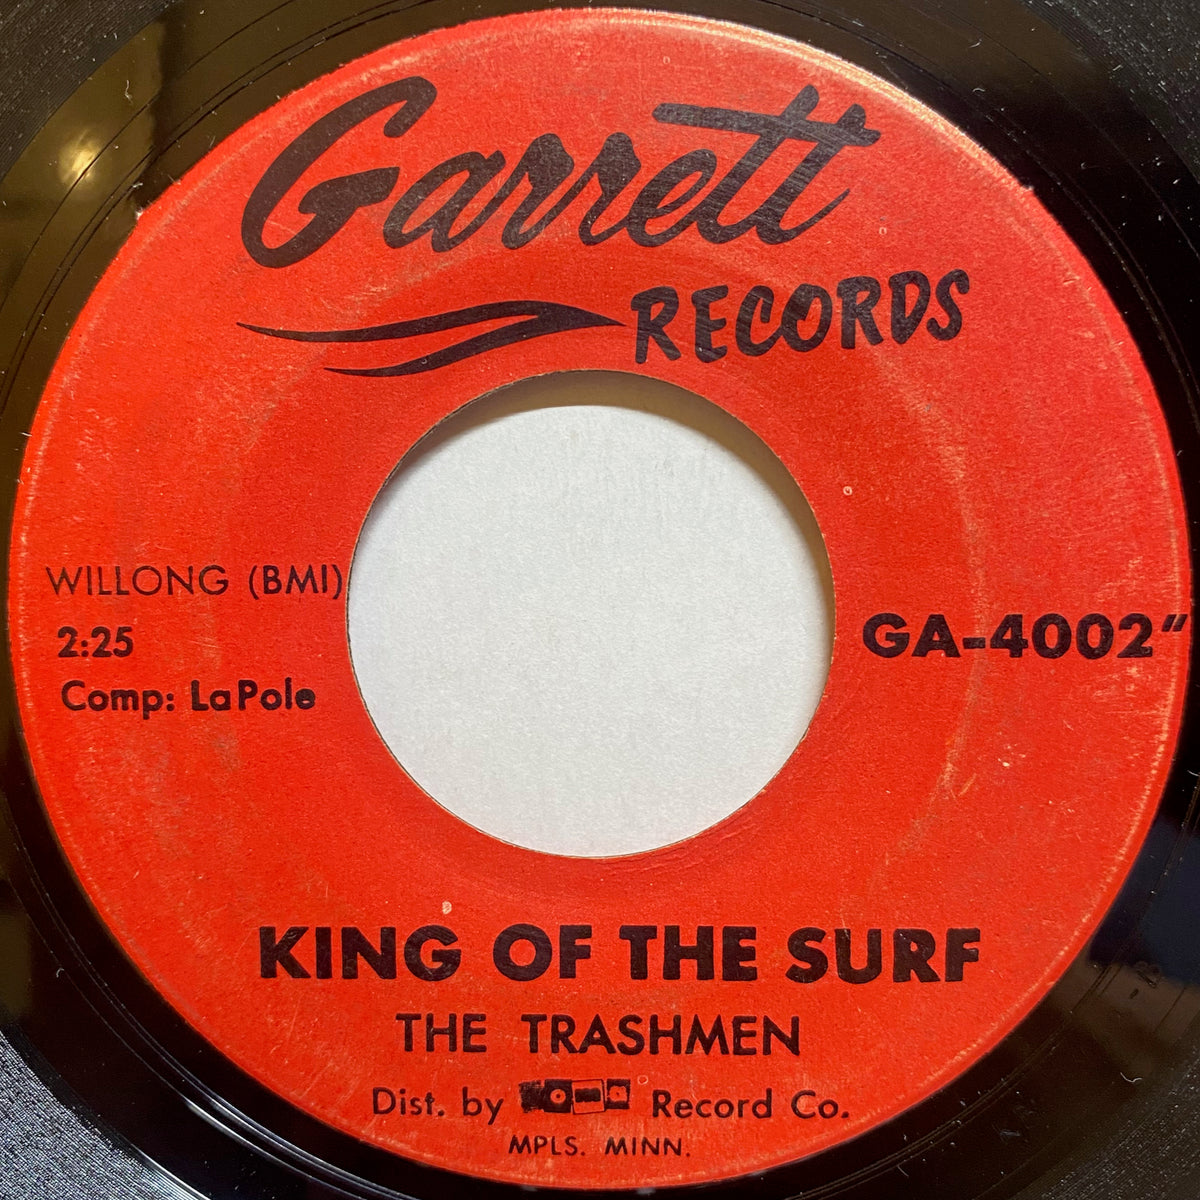 Garrett
RECORDS
WILLONG (BMI)
2:25
Comp: LaPole
GA-4002"
KING OF THE SURF
THE TRASHMEN
Dist. by SOMA Record Co.
MPLS. MINN.